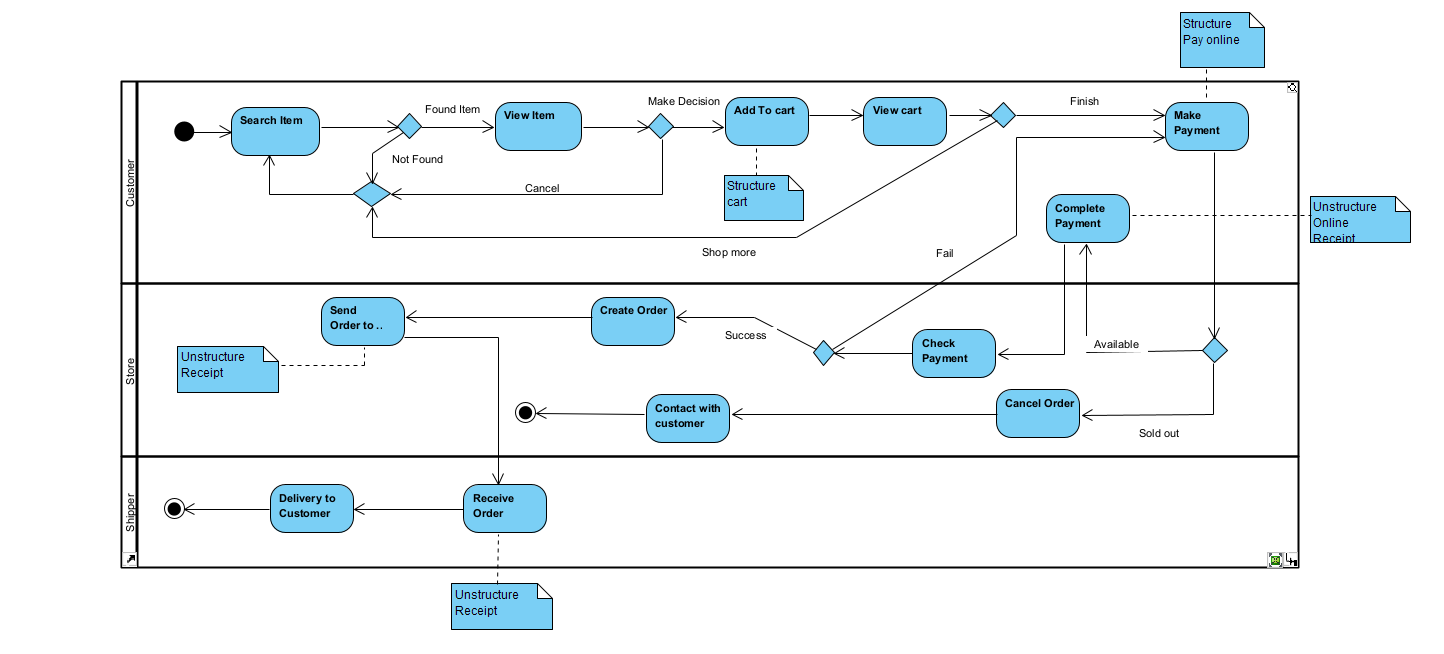 Structure
Pay online
Customer
Search Item
Found Item
View Item
Make Decision
Add To cart
View cart
Finish
Make
Payment
Not Found
Cancel
Structure
cart
Complete
Payment
Unstructure
Online
Receipt
Shop more
Fail
Store
Send
Order to ..
Create Order
Success
Check
Payment
Available
Unstructure
Receipt
Contact with
customer
Cancel Order
Sold out
Shipper
Delivery to
Customer
Receive
Order
Unstructure
Receipt